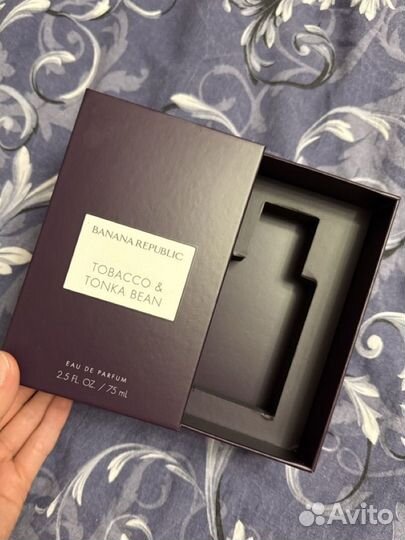 BANANA REPUBLIC
TOBACCO &
TONKA BEAN
EAU DE PARFUM
2.5 FL. OZ. / 75 ml
Avito